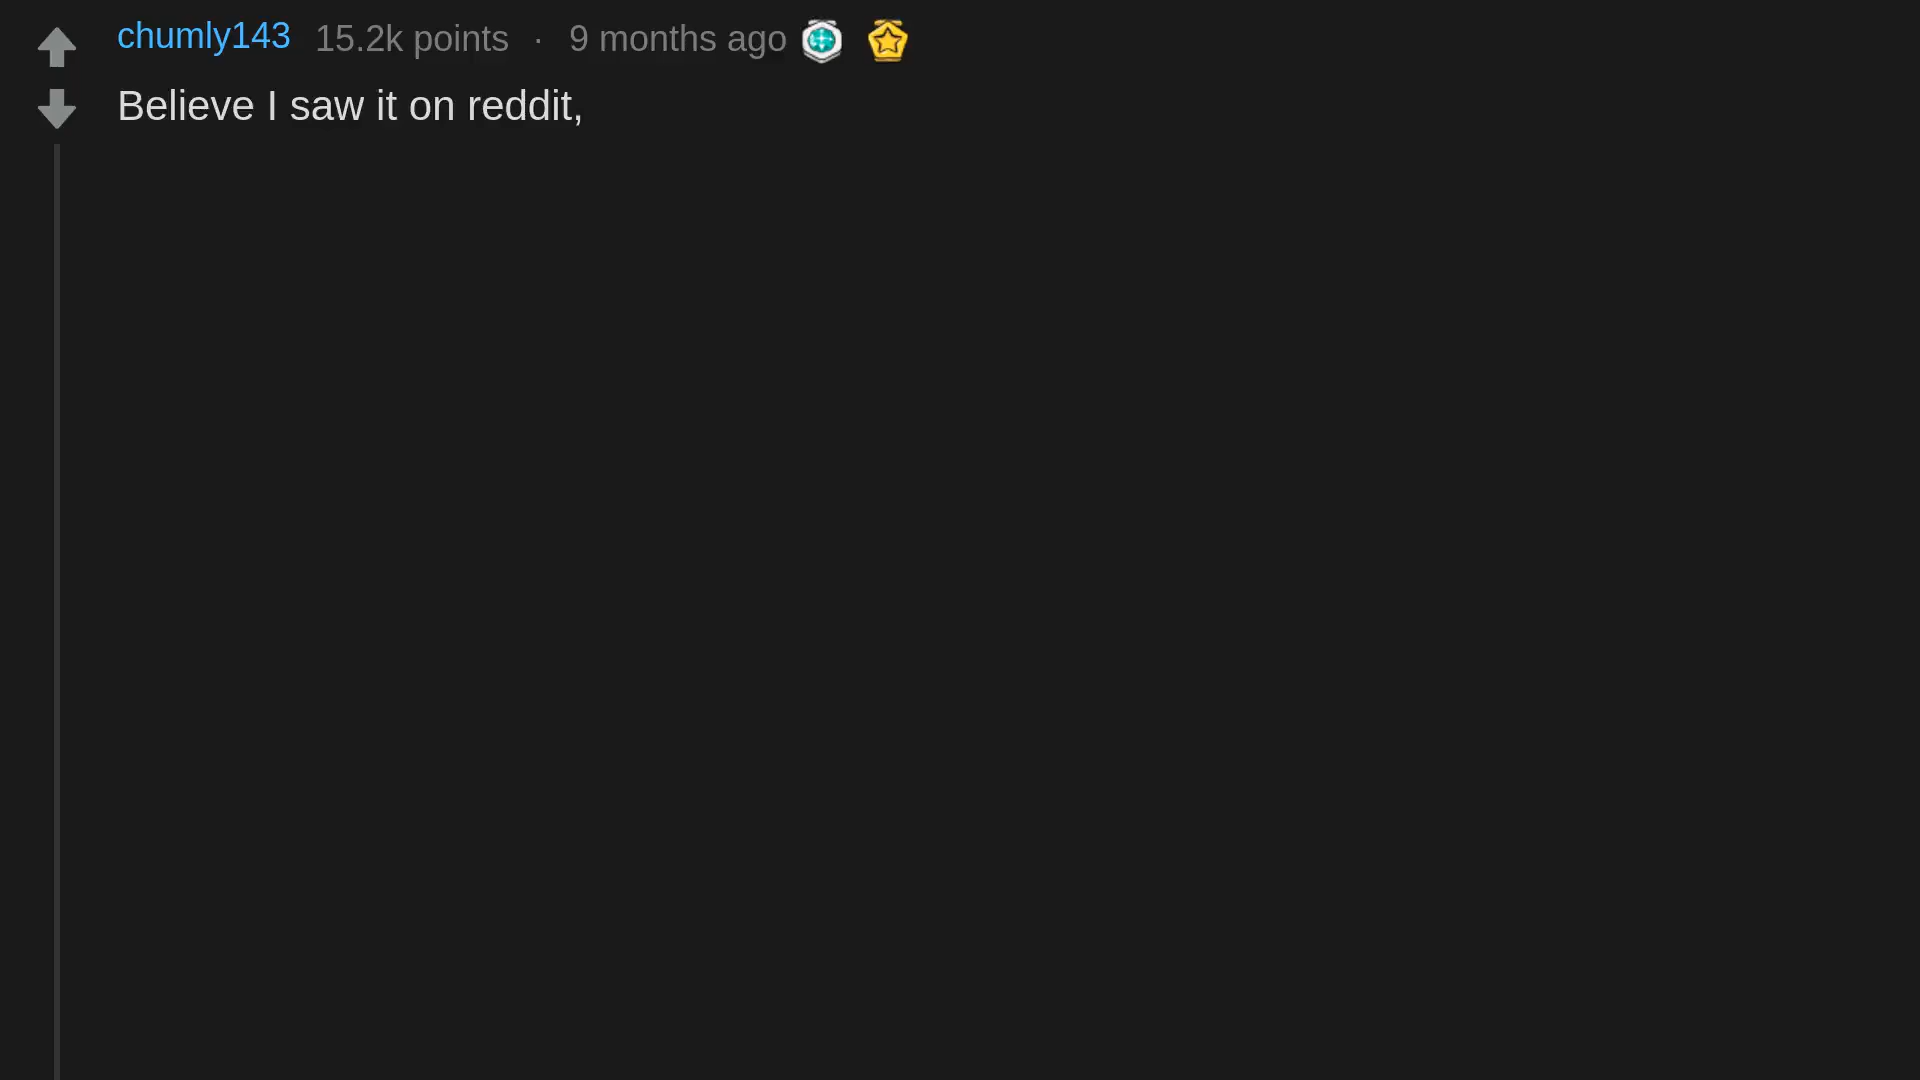 chumly143 15.2k points · 9 months ago
Believe I saw it on reddit,